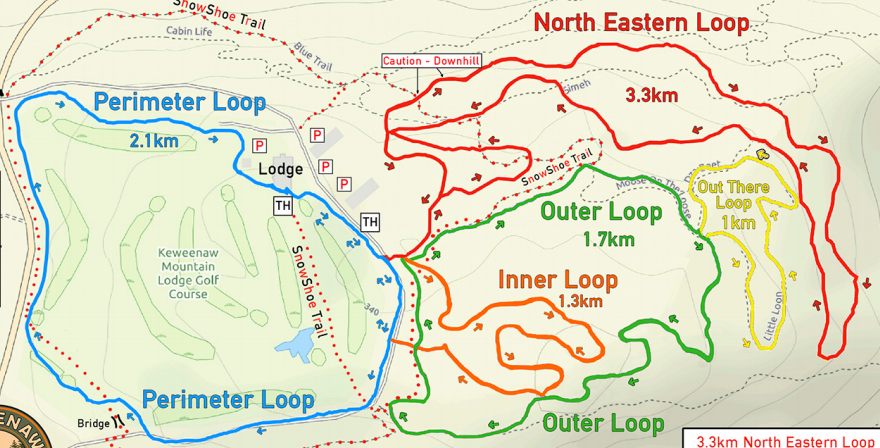 SnowShoe Trail
Cabin Life
Blue Trail
North Eastern Loop
Caution - Downhill
Simeh
3.3km
Perimeter Loop
2.1km
P
P
P
P
Lodge
TH
TH
SnowShoe Trail
Moose On The Loose
Out There
Loop
1km
Outer Loop
1.7km
Keweenaw
Mountain
Lodge Golf
Course
SnowShoe Trail
Inner Loop
1.3km
340
Little Loon
Perimeter Loop
Bridge
Outer Loop
3.3km North Eastern Loop